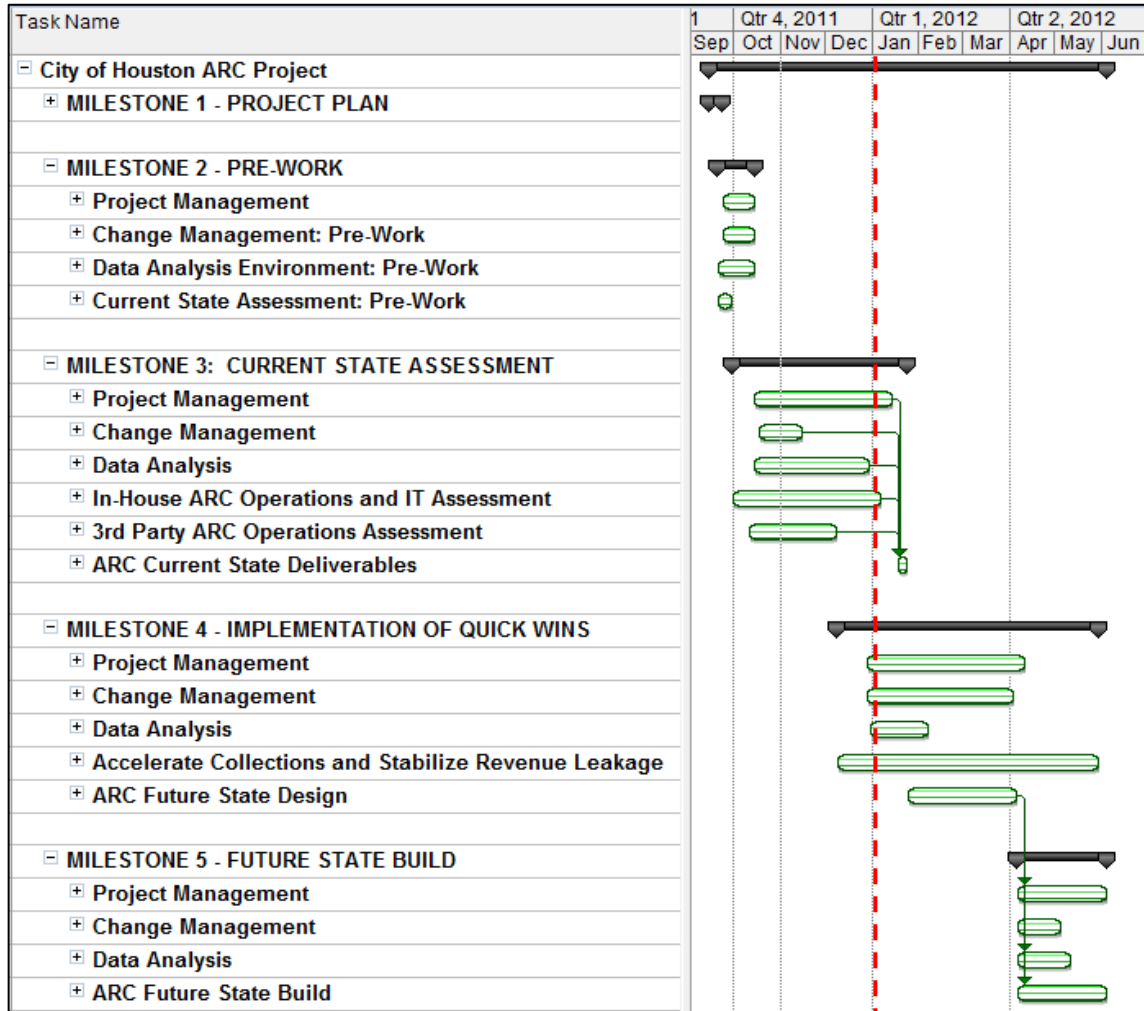 Task Name
1 Qtr 4, 2011 Qtr 1, 2012 Qtr 2, 2012
Sep Oct Nov Dec Jan Feb Mar Apr May Jun
City of Houston ARC Project
MILESTONE 1 - PROJECT PLAN
MILESTONE 2 - PRE-WORK
Project Management
Change Management: Pre-Work
Data Analysis Environment: Pre-Work
Current State Assessment: Pre-Work
MILESTONE 3: CURRENT STATE ASSESSMENT
Project Management
Change Management
Data Analysis
In-House ARC Operations and IT Assessment
3rd Party ARC Operations Assessment
ARC Current State Deliverables
MILESTONE 4 - IMPLEMENTATION OF QUICK WINS
Project Management
Change Management
Data Analysis
Accelerate Collections and Stabilize Revenue Leakage
ARC Future State Design
MILESTONE 5 - FUTURE STATE BUILD
Project Management
Change Management
Data Analysis
ARC Future State Build